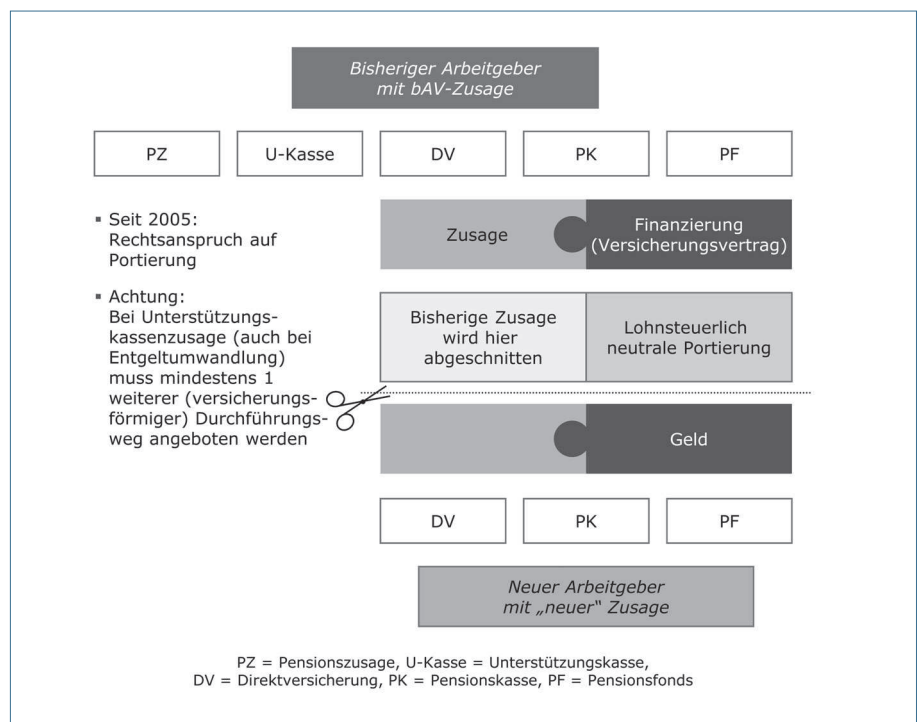 Bisheriger Arbeitgeber
mit bAV-Zusage
PZ
U-Kasse
DV
PK
PF
▪ Seit 2005:
Rechtsanspruch auf
Portierung
Zusage
Finanzierung
(Versicherungsvertrag)
▪ Achtung:
Bei Unterstützungs-
kassenzusage (auch bei
Entgeltumwandlung)
muss mindestens 1
weiterer (versicherungs-
förmiger) Durchführungs-
weg angeboten werden
Bisherige Zusage
wird hier
abgeschnitten
Lohnsteuerlich
neutrale Portierung
Geld
DV
PK
PF
Neuer Arbeitgeber
mit „neuer“ Zusage
PZ = Pensionszusage, U-Kasse = Unterstützungskasse,
DV = Direktversicherung, PK = Pensionskasse, PF = Pensionsfonds